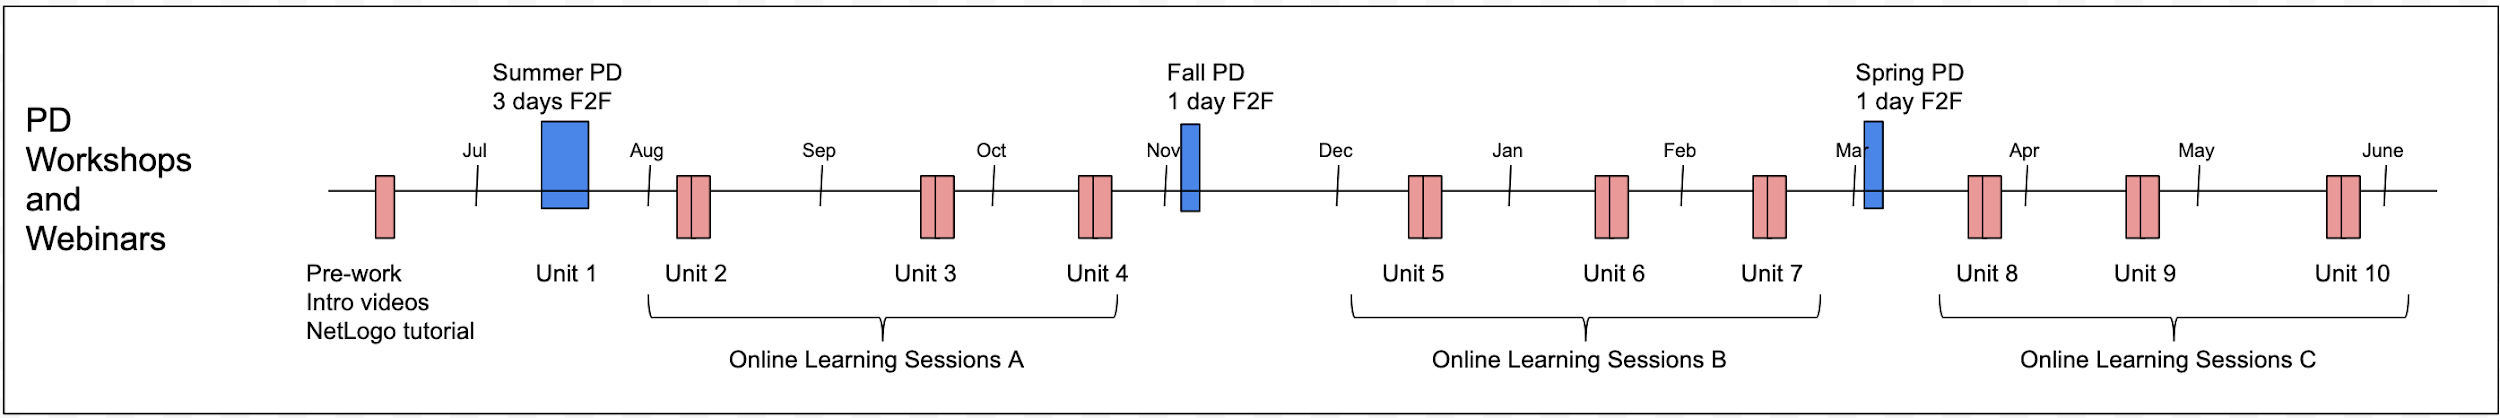 PD
Workshops
and
Webinars
Summer PD
3 days F2F
Fall PD
1 day F2F
Spring PD
1 day F2F
Jul
Aug
Sep
Oct
Nov
Dec
Jan
Feb
Mar
Apr
May
June
Pre-work
Intro videos
NetLogo tutorial
Unit 1
Unit 2
Unit 3
Unit 4
Unit 5
Unit 6
Unit 7
Unit 8
Unit 9
Unit 10
Online Learning Sessions A
Online Learning Sessions B
Online Learning Sessions C